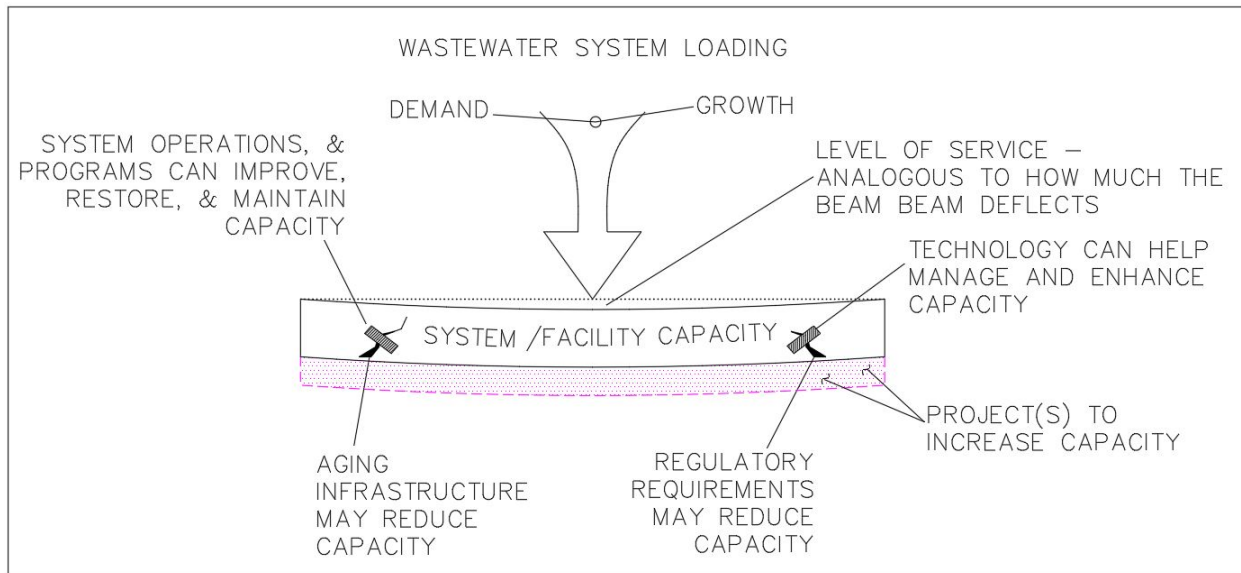 WASTEWATER SYSTEM LOADING
DEMAND
GROWTH
SYSTEM OPERATIONS, &
PROGRAMS CAN IMPROVE,
RESTORE, & MAINTAIN
CAPACITY
LEVEL OF SERVICE –
ANALOGOUS TO HOW MUCH THE
BEAM BEAM DEFLECTS
TECHNOLOGY CAN HELP
MANAGE AND ENHANCE
CAPACITY
SYSTEM /FACILITY CAPACITY
PROJECT(S) TO
INCREASE CAPACITY
AGING
INFRASTRUCTURE
MAY REDUCE
CAPACITY
REGULATORY
REQUIREMENTS
MAY REDUCE
CAPACITY